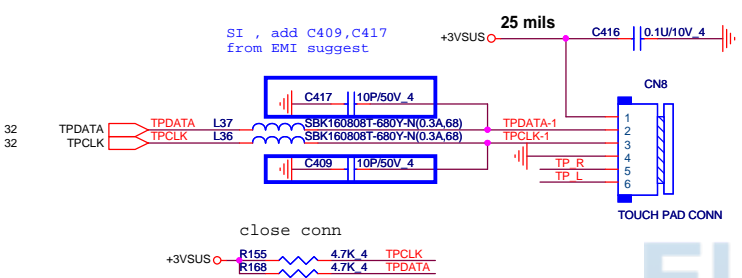 SI , add C409,C417
from EMI suggest
25 mils
+3VSUS
C416
0.1U/10V_4
CN8
C417
10P/50V_4
32
TPDATA
TPDATA
L37
SBK160808T-680Y-N(0.3A,68)
TPDATA-1
32
TPCLK
TPCLK
L36
SBK160808T-680Y-N(0.3A,68)
TPCLK-1
C409
10P/50V_4
TP_R
TP_L
1
2
3
4
5
6
TOUCH PAD CONN
close conn
+3VSUS
R155
4.7K_4
TPCLK
R168
4.7K_4
TPDATA